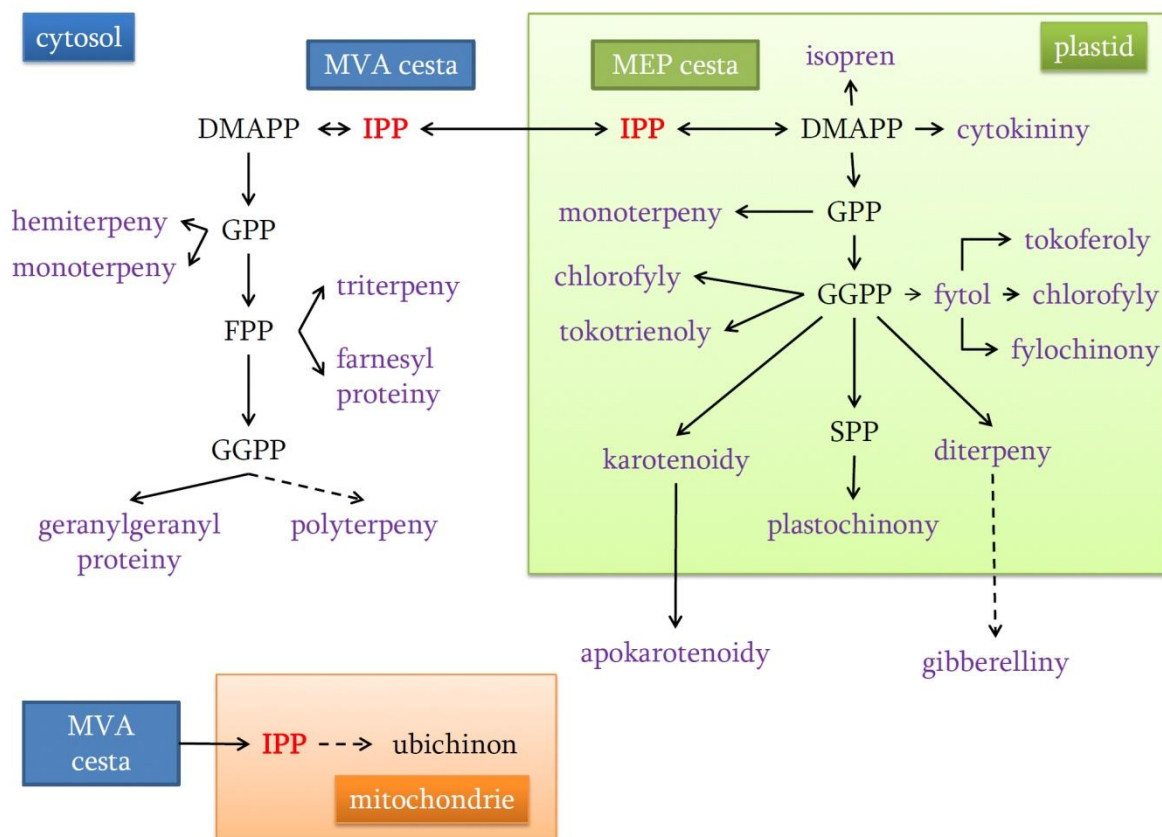 cytosol
MVA cesta
MEP cesta
plastid
isopren
DMAPP
IPP
IPP
DMAPP
cytokininy
hemiterpeny
monoterpeny
GPP
monoterpeny
GPP
tokoferoly
triterpeny
chlorofyly
GGPP
fytol
chlorofyly
FPP
tokotrienoly
fylochinony
farnesyl
proteiny
GGPP
SPP
karotenoidy
diterpeny
geranylgeranyl
proteiny
polyterpeny
plastochinony
apokarotenoidy
gibberelliny
MVA
cesta
IPP
ubichinon
mitochondrie